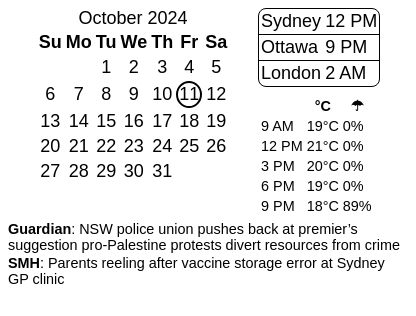 October 2024
Su Mo Tu We Th Fr Sa
1 2 3 4 5
6 7 8 9 10 11 12
13 14 15 16 17 18 19
20 21 22 23 24 25 26
27 28 29 30 31
Sydney 12 PM
Ottawa 9 PM
London 2 AM
°C ☂
9 AM 19°C 0%
12 PM 21°C 0%
3 PM 20°C 0%
6 PM 19°C 0%
9 PM 18°C 89%
Guardian: NSW police union pushes back at premier’s
suggestion pro-Palestine protests divert resources from crime
SMH: Parents reeling after vaccine storage error at Sydney
GP clinic